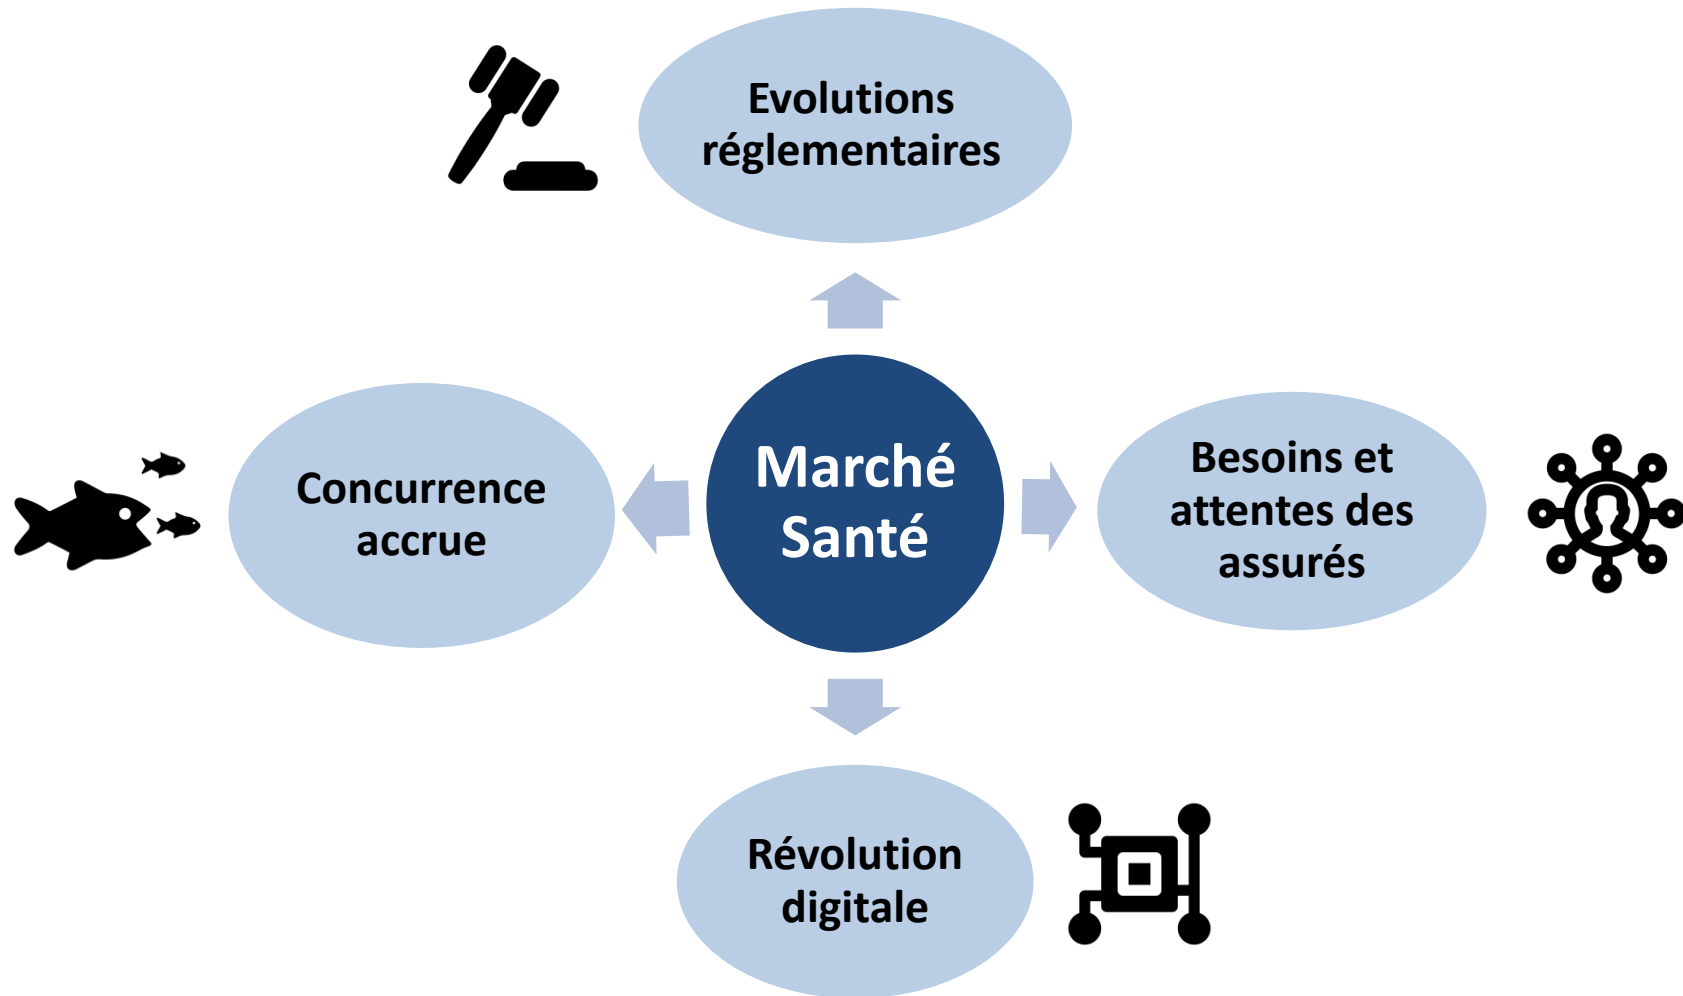 Evolutions
réglementaires
Marché
Santé
Concurrence
accrue
Besoins et
attentes des
assurés
Révolution
digitale